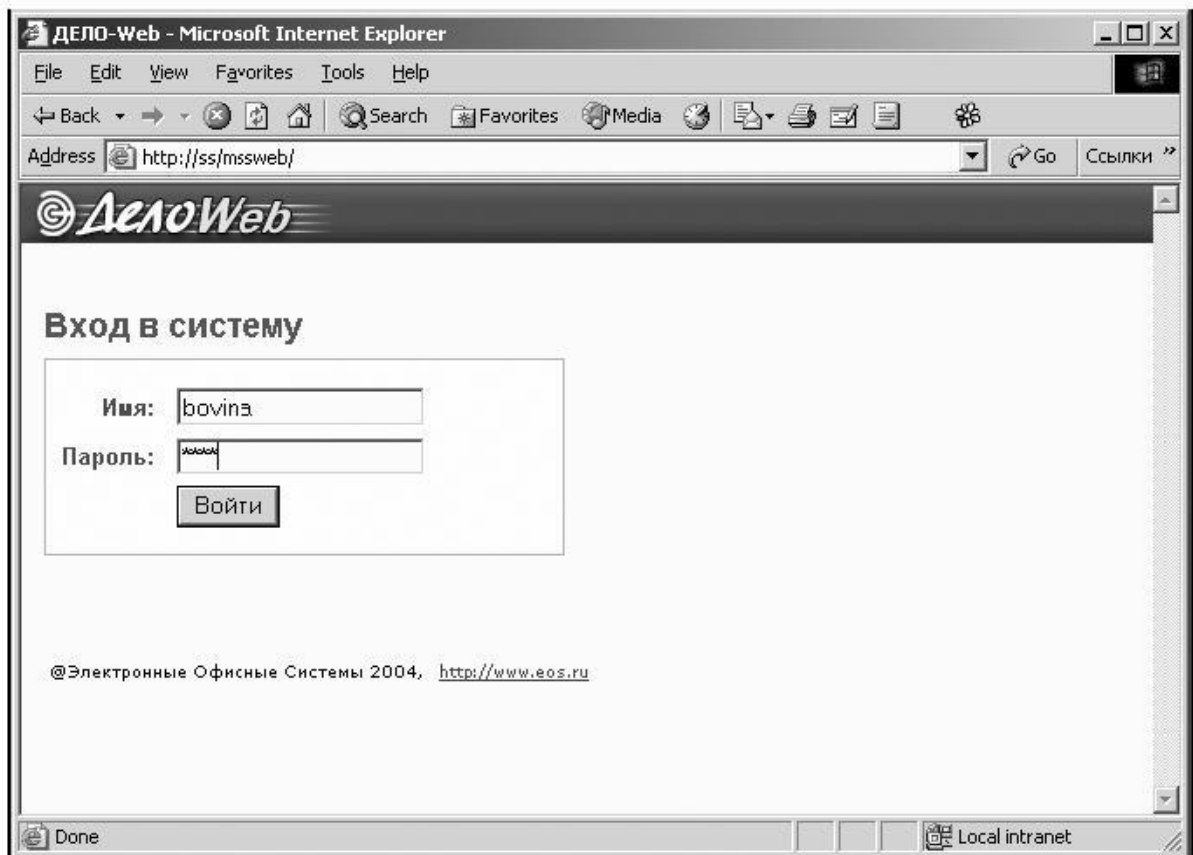 ДЕЛО-Web - Microsoft Internet Explorer
File Edit View Favorites Tools Help
Back Search Favorites Media
Address http://ss/mssweb/ Go Ссылки »
ДелоWeb
Вход в систему
Имя: bovina
Пароль: ****
Войти
@Электронные Офисные Системы 2004, http://www.eos.ru
Done Local intranet